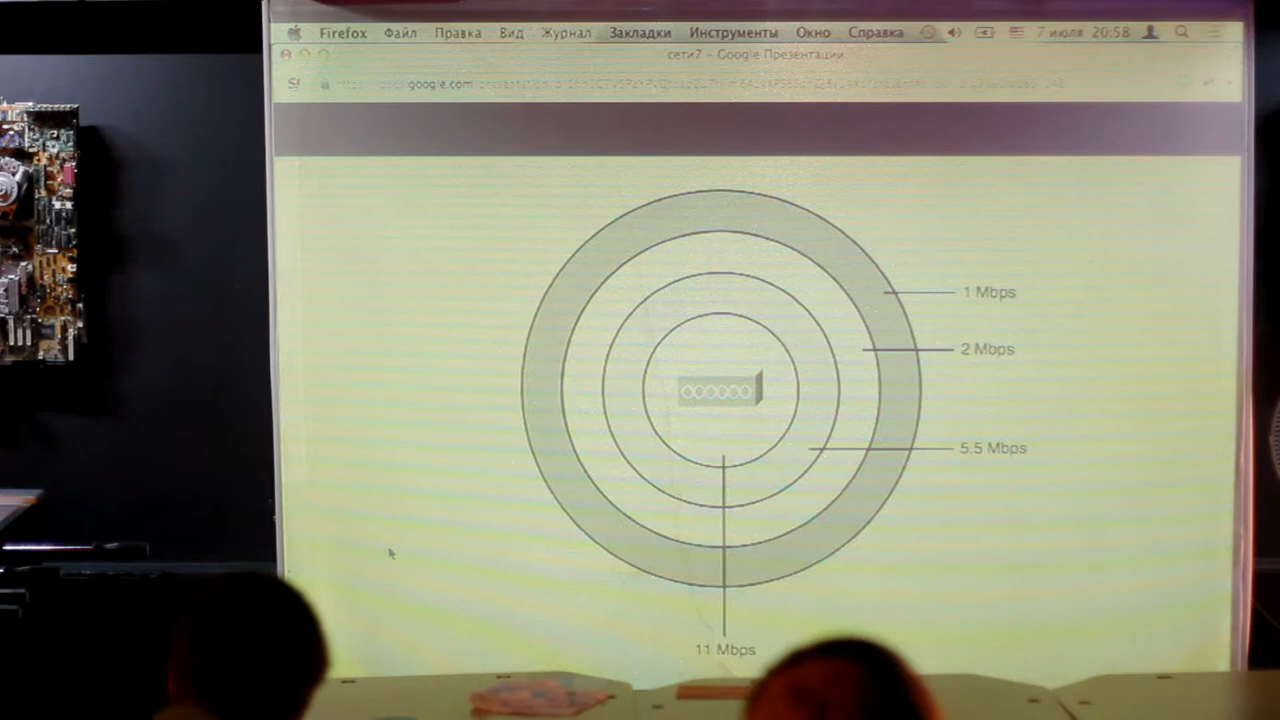 Firefox Файл Правка Вид Журнал Закладки Инструменты Окно Справка 7 июля 20:58
сети7 – Google Презентации
google.com
1 Mbps
2 Mbps
5.5 Mbps
11 Mbps